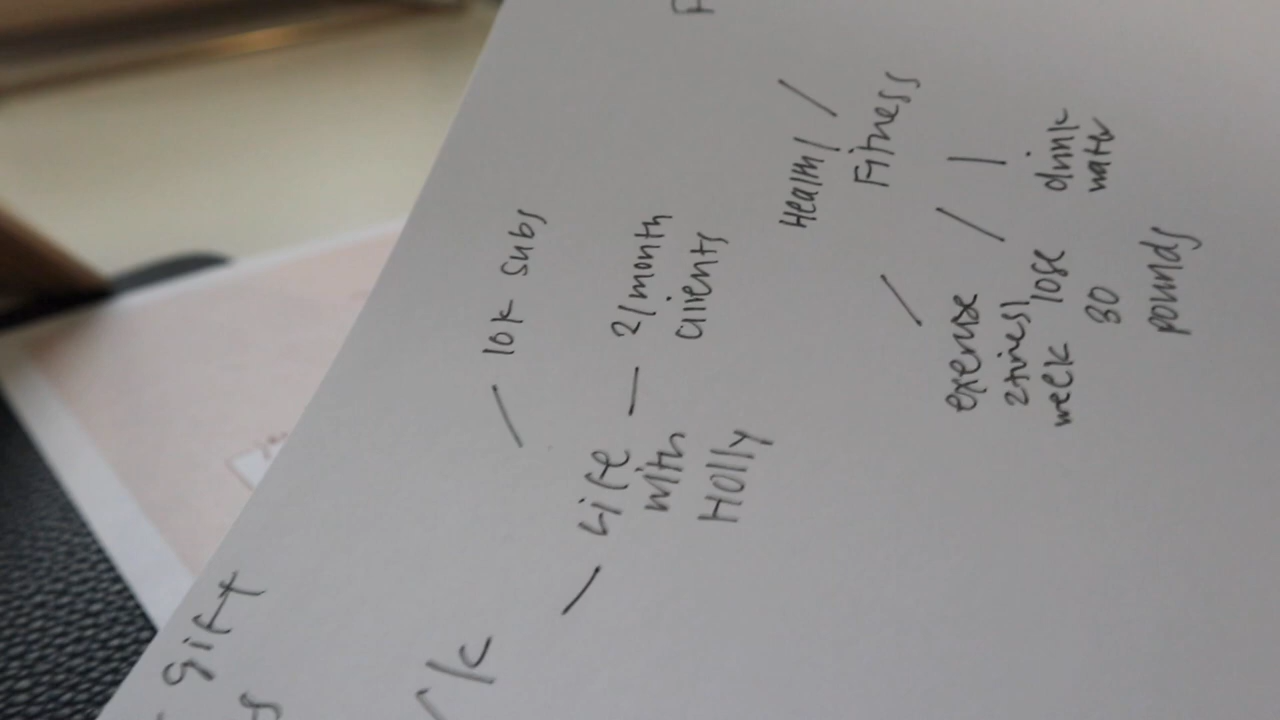 10k subs
2/month
clients
Life
with
Holly
Health/
Fitness
exercise
2times/
week
lose
30
pounds
drink
water
gift